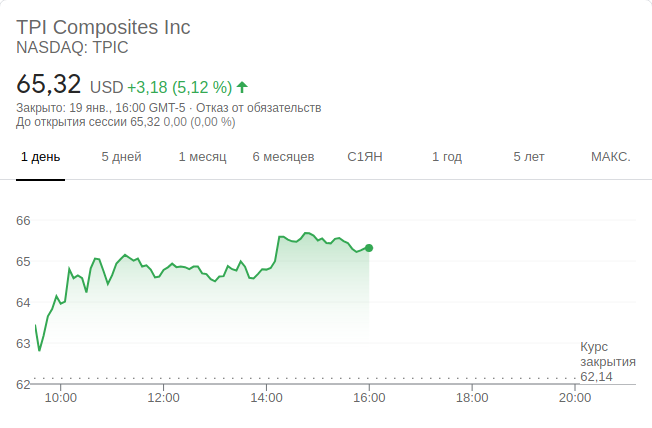 TPI Composites Inc
NASDAQ: TPIC
65,32 USD +3,18 (5,12 %)
Закрыто: 19 янв., 16:00 GMT-5 · Отказ от обязательств
До открытия сессии 65,32 0,00 (0,00 %)
1 день 5 дней 1 месяц 6 месяцев С1ЯН 1 год 5 лет МАКС.
66
65
64
63
Курс
закрытия
62,14
62
10:00 12:00 14:00 16:00 18:00 20:00